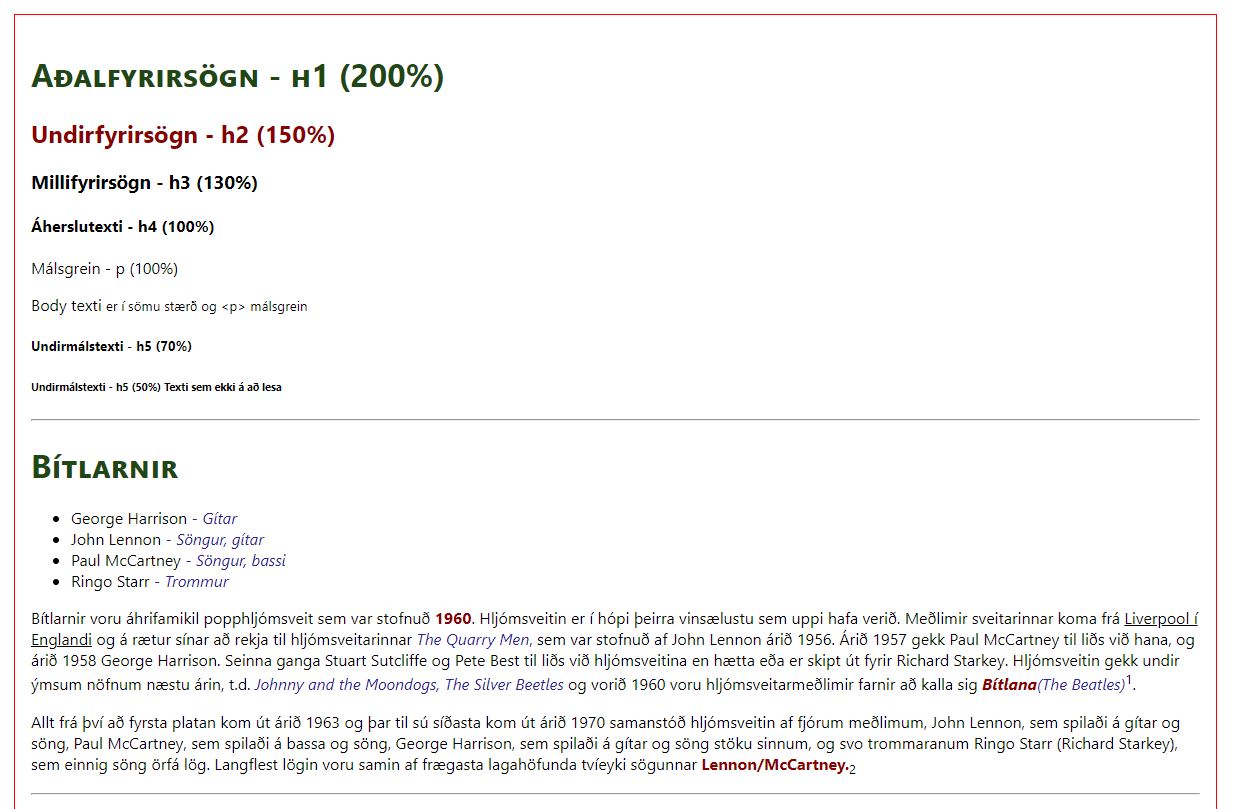 Aðalfyrirsögn - h1 (200%)
Undirfyrirsögn - h2 (150%)
Millifyrirsögn - h3 (130%)
Áherslutexti - h4 (100%)
Málsgrein - p (100%)
Body texti er í sömu stærð og <p> málsgrein
Undirmálstexti - h5 (70%)
Undirmálstexti - h5 (50%) Texti sem ekki á að lesa
Bítlarnir
• George Harrison - Gítar
• John Lennon - Söngur, gítar
• Paul McCartney - Söngur, bassi
• Ringo Starr - Trommur
Bítlarnir voru áhrifamikil popphljómsveit sem var stofnuð 1960. Hljómsveitin er í hópi þeirra vinsælustu sem uppi hafa verið. Meðlimir sveitarinnar koma frá Liverpool í
Englandi og á rætur sínar að rekja til hljómsveitarinnar The Quarry Men, sem var stofnuð af John Lennon árið 1956. Árið 1957 gekk Paul McCartney til liðs við hana, og
árið 1958 George Harrison. Seinna ganga Stuart Sutcliffe og Pete Best til liðs við hljómsveitina en hætta eða er skipt út fyrir Richard Starkey. Hljómsveitin gekk undir
ýmsum nöfnum næstu árin, t.d. Johnny and the Moondogs, The Silver Beetles og vorið 1960 voru hljómsveitarmeðlimir farnir að kalla sig Bítlana(The Beatles)¹.
Allt frá því að fyrsta platan kom út árið 1963 og þar til sú síðasta kom út árið 1970 samanstóð hljómsveitin af fjórum meðlimum, John Lennon, sem spilaði á gítar og
söng, Paul McCartney, sem spilaði á bassa og söng, George Harrison, sem spilaði á gítar og söng stöku sinnum, og svo trommaranum Ringo Starr (Richard Starkey),
sem einnig söng örfá lög. Langflest lögin voru samin af frægasta lagahöfunda tvíeyki sögunnar Lennon/McCartney.₂